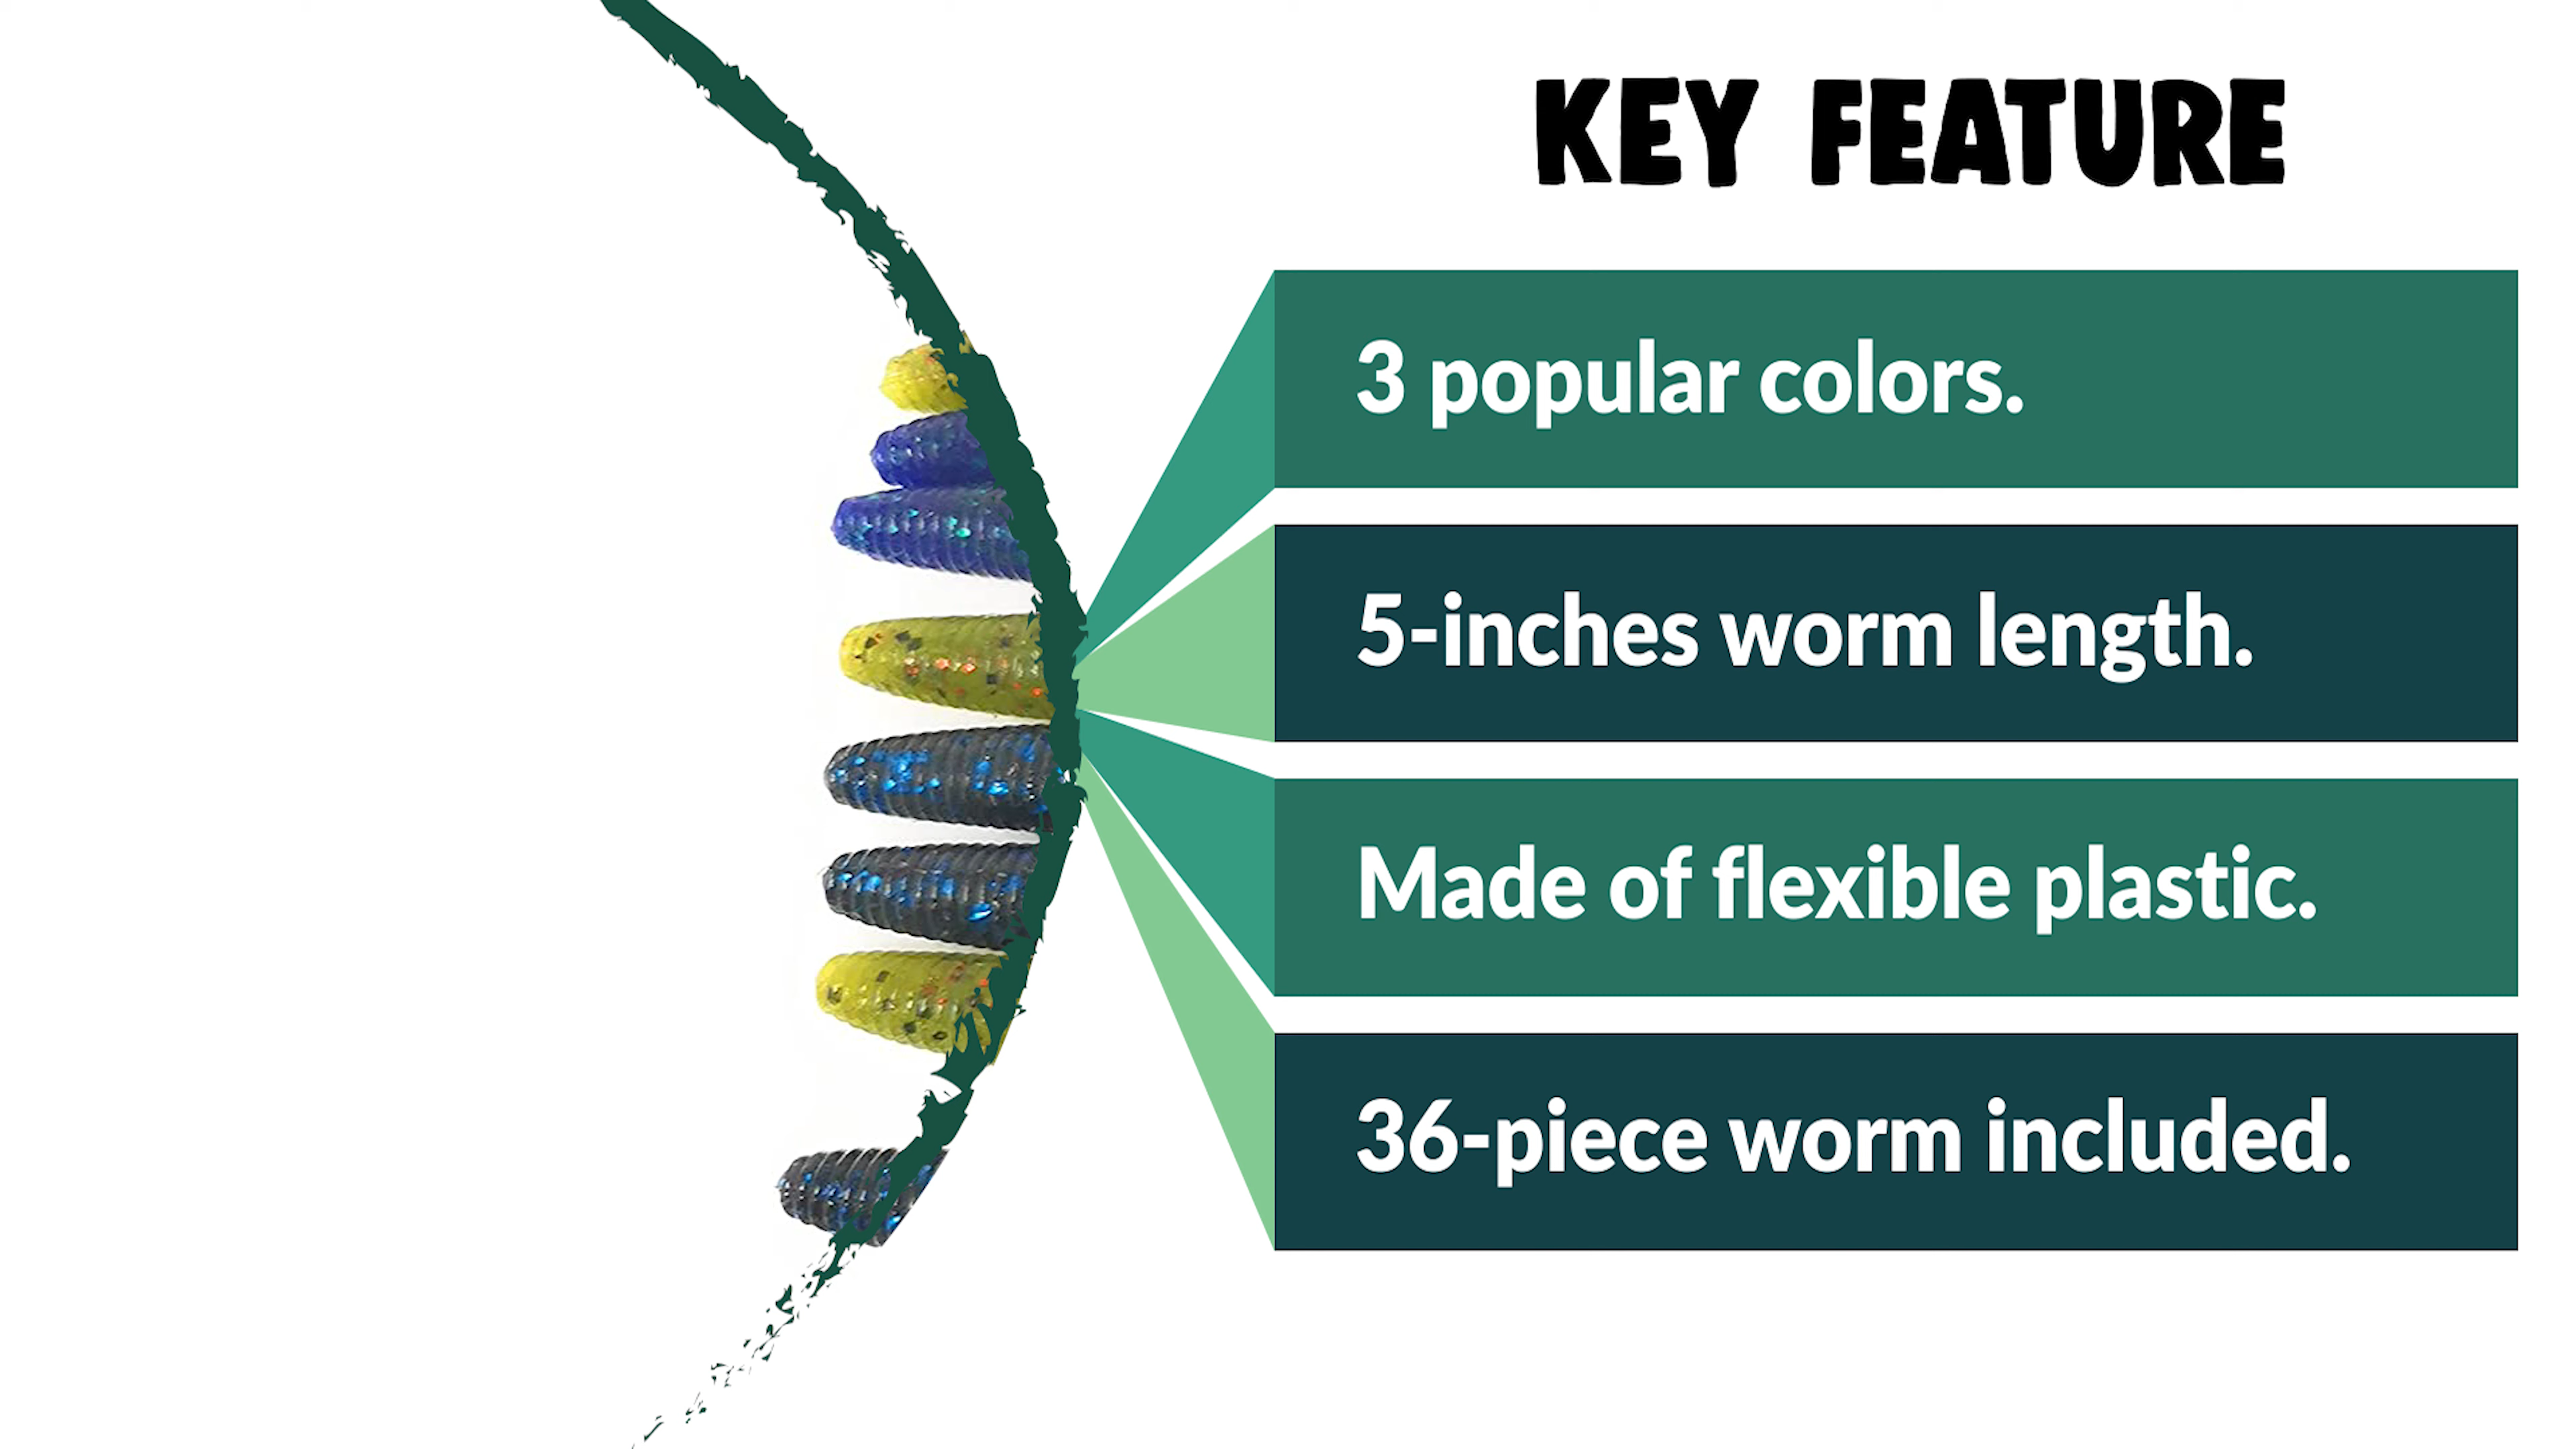 KEY FEATURE
3 popular colors.
5-inches worm length.
Made of flexible plastic.
36-piece worm included.